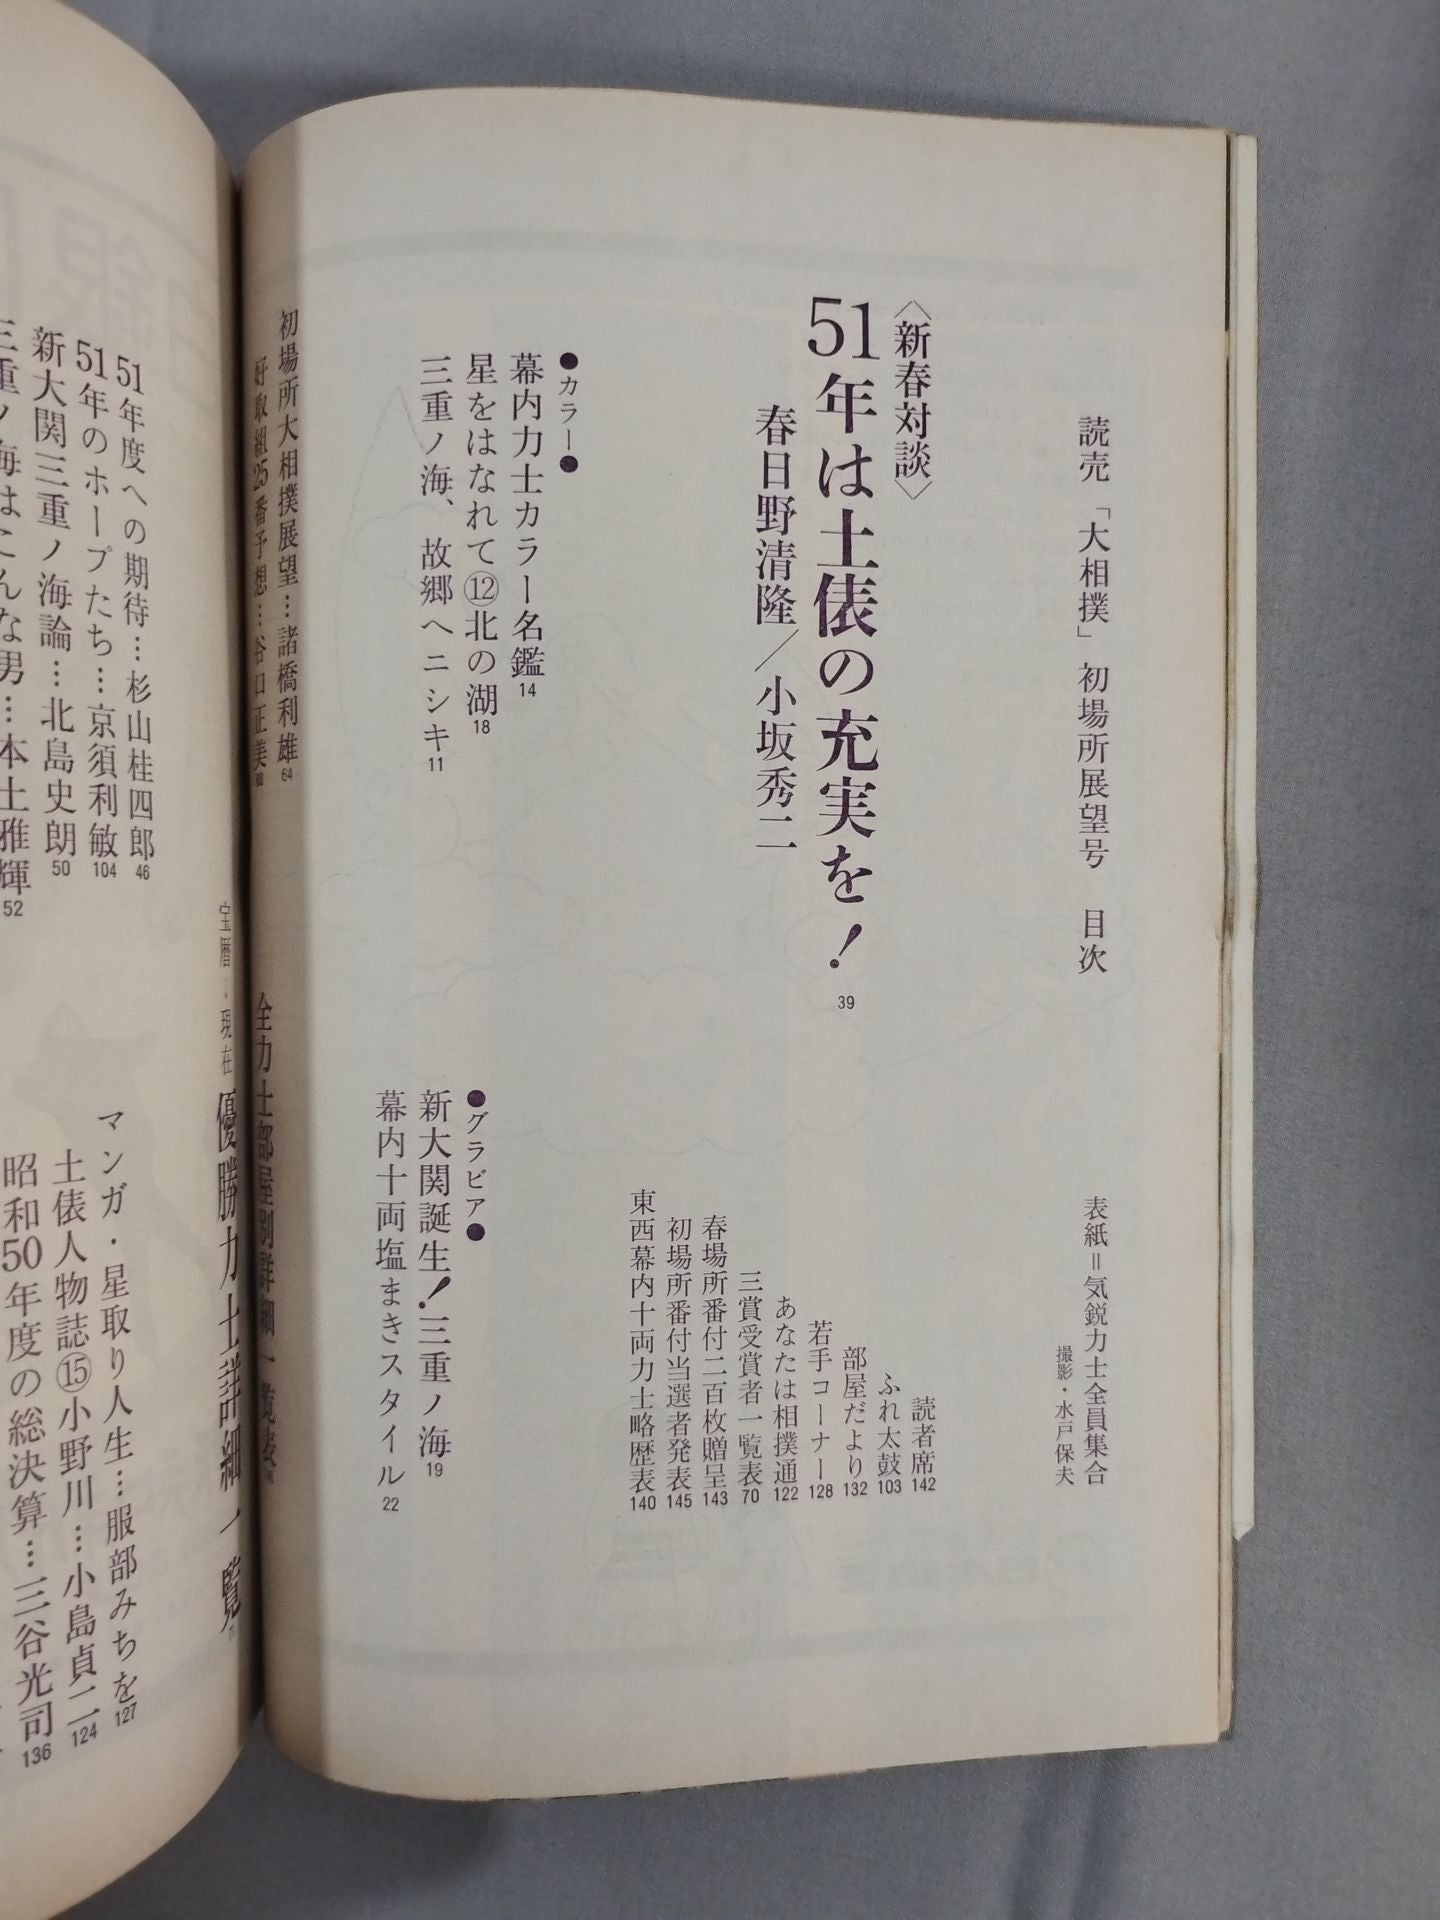 読売「大相撲」初場所展望号 目次
表紙＝気鋭力士全員集合
撮影・水戸保夫
〈新春対談〉
51年は土俵の充実を！39
春日野清隆／小坂秀二
読者席142
ふれ太鼓103
部屋だより132
若手コーナー128
あなたは相撲通122
三賞受賞者一覧表70
春場所番付二百枚贈呈143
初場所番付当選者発表145
東西幕内十両力士略歴表140
●カラー●
幕内力士カラー名鑑14
星をはなれて⑫北の湖18
三重ノ海、故郷へニシキ11
●グラビア●
新大関誕生！三重ノ海19
幕内十両塩まきスタイル22
初場所大相撲展望…諸橋利雄64
好取組25番予想…谷口正美
全力士部屋別詳細一覧表
宝暦・現在 優勝力士詳細一覧71
51年度への期待…杉山桂四郎46
51年のホープたち…京須利敏104
新大関三重ノ海論…北島史朗50
三重ノ海はこんな男…本土雅輝52
マンガ・星取り人生…服部みちを127
土俵人物誌⑮小野川…小島貞二124
昭和50年度の総決算…三谷光司136